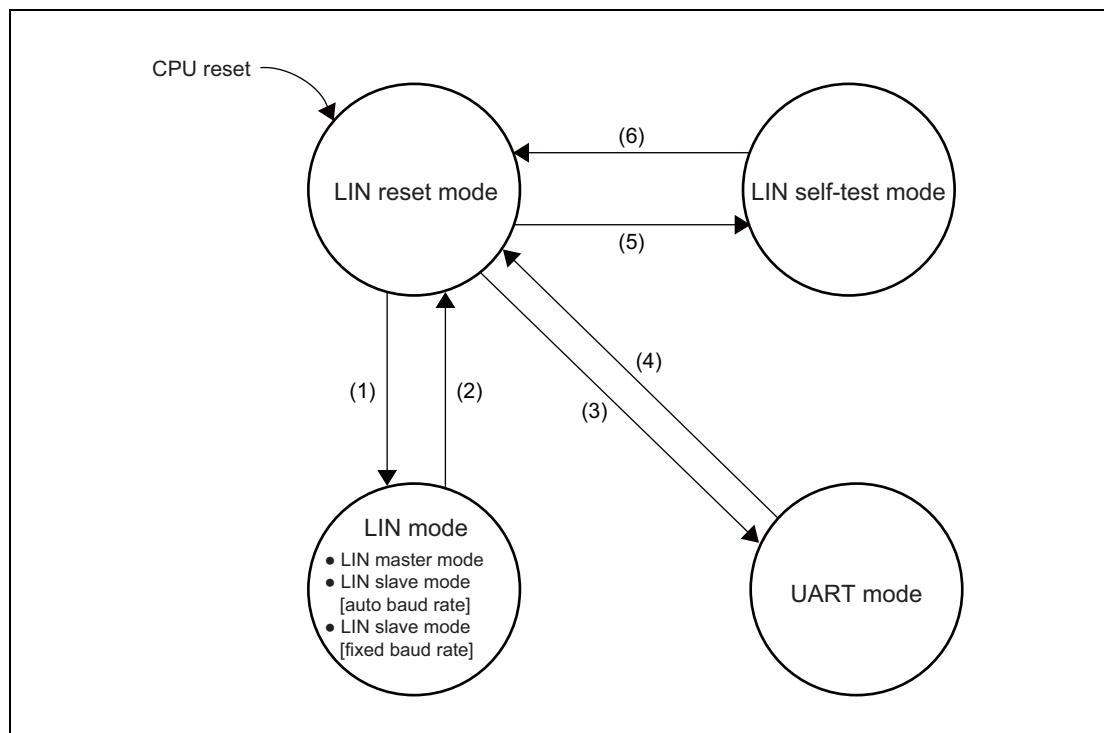 CPU reset
LIN reset mode
(6)
LIN self-test mode
(5)
(4)
(1)
(2)
(3)
LIN mode
● LIN master mode
● LIN slave mode
[auto baud rate]
● LIN slave mode
[fixed baud rate]
UART mode